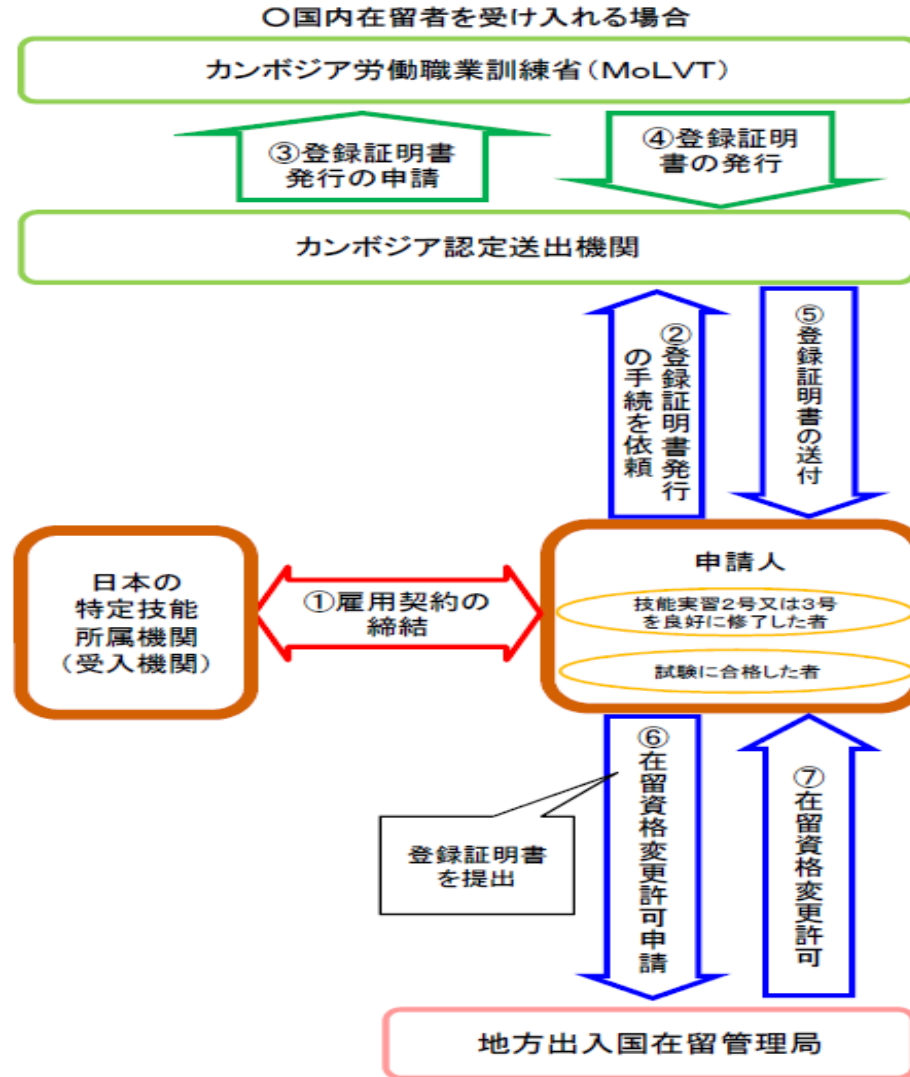 〇国内在留者を受け入れる場合
カンボジア労働職業訓練省（MoLVT）
③登録証明書
発行の申請
④登録証明
書の発行
カンボジア認定送出機関
②登録証明書発行
の手続を依頼
⑤登録証明書の送付
日本の
特定技能
所属機関
（受入機関）
①雇用契約の
締結
申請人
技能実習２号又は３号
を良好に修了した者
試験に合格した者
⑥在留資格変更許可申請
⑦在留資格変更許可
登録証明書
を提出
地方出入国在留管理局